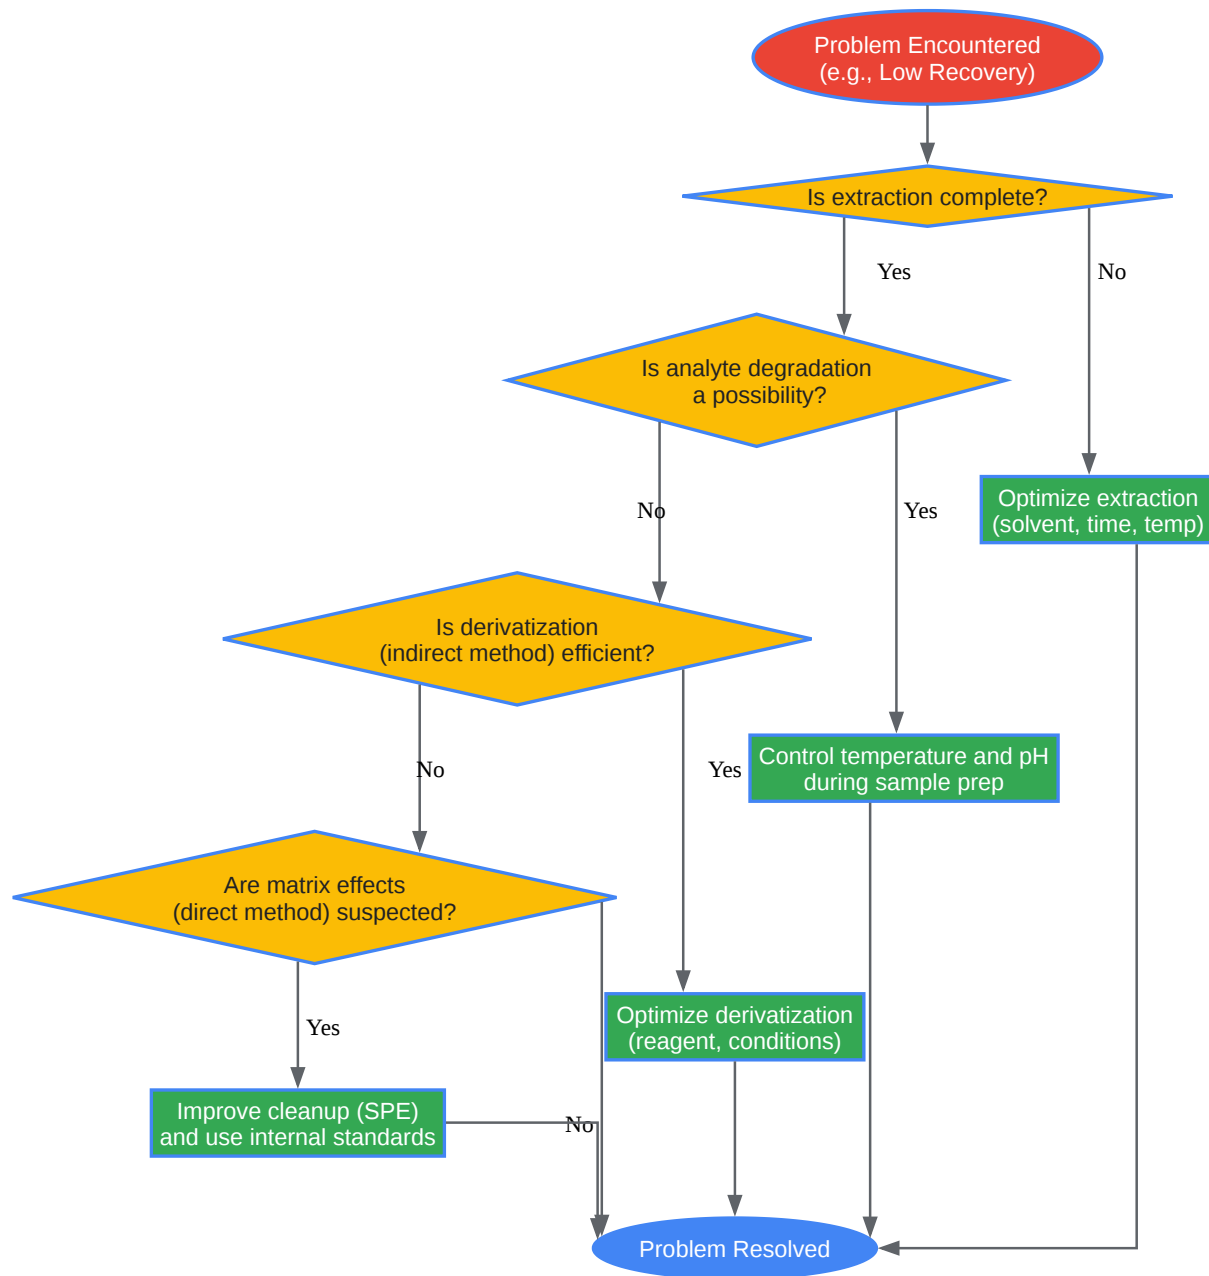 Problem Encountered
(e.g., Low Recovery)
Is extraction complete?
Yes
No
Is analyte degradation
a possibility?
No
Yes
Optimize extraction
(solvent, time, temp)
Is derivatization
(indirect method) efficient?
No
Yes
Control temperature and pH
during sample prep
Are matrix effects
(direct method) suspected?
Yes
Optimize derivatization
(reagent, conditions)
Improve cleanup (SPE)
and use internal standards
No
Problem Resolved